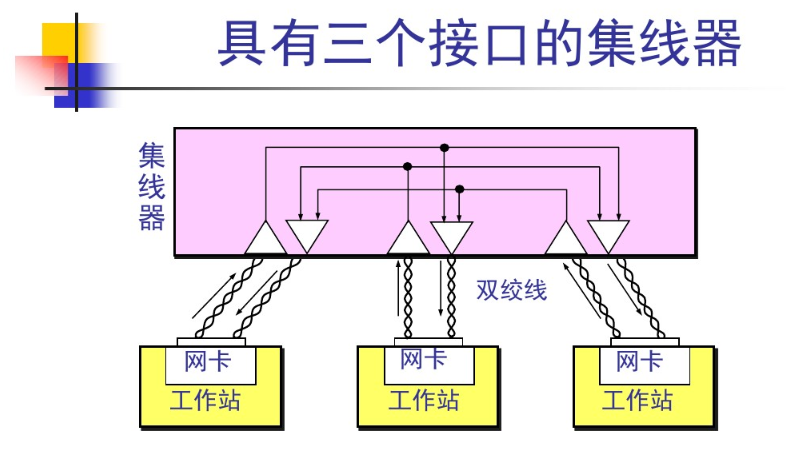 具有三个接口的集线器
集线器
双绞线
网卡
工作站
网卡
工作站
网卡
工作站